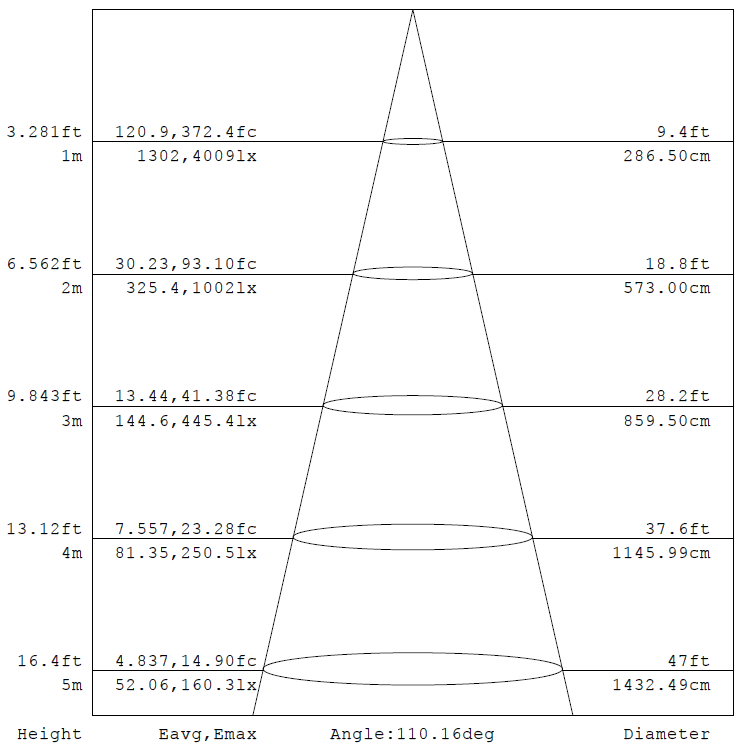 3.281ft 120.9,372.4fc 9.4ft
1m 1302,4009lx 286.50cm
6.562ft 30.23,93.10fc 18.8ft
2m 325.4,1002lx 573.00cm
9.843ft 13.44,41.38fc 28.2ft
3m 144.6,445.4lx 859.50cm
13.12ft 7.557,23.28fc 37.6ft
4m 81.35,250.5lx 1145.99cm
16.4ft 4.837,14.90fc 47ft
5m 52.06,160.3lx 1432.49cm
Height Eavg,Emax Angle:110.16deg Diameter